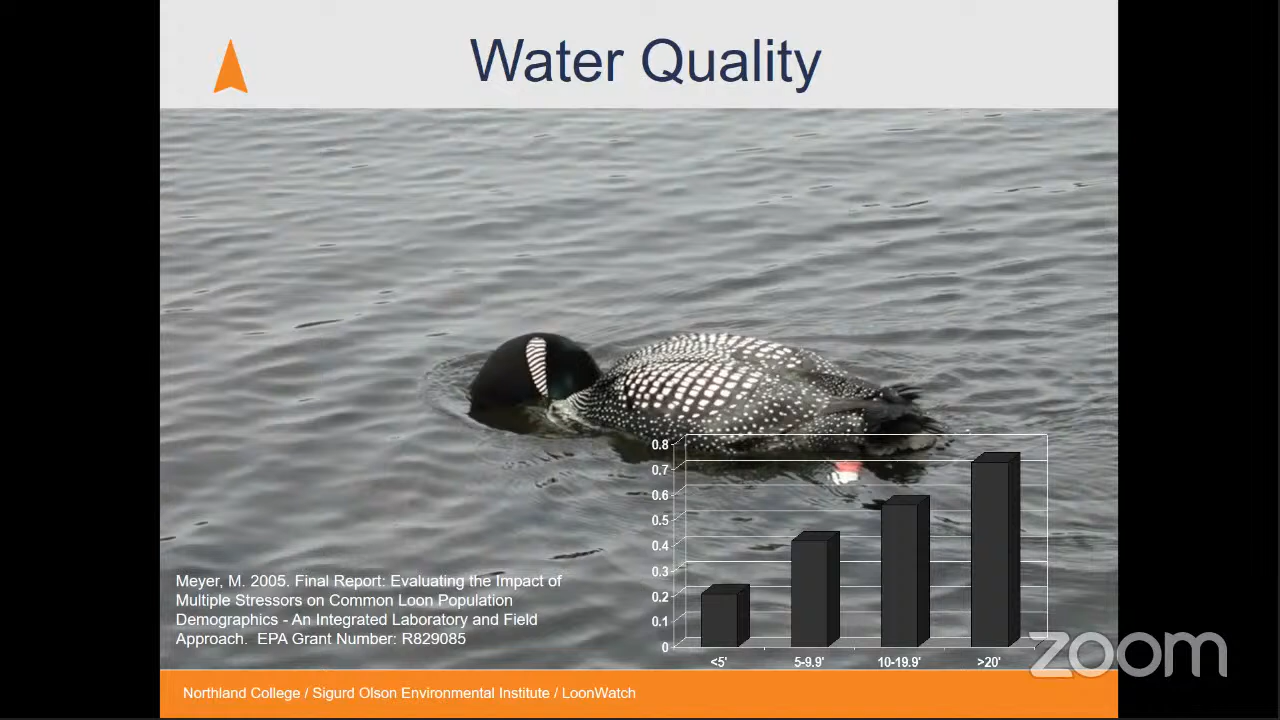 Water Quality
0.8
0.7
0.6
0.5
0.4
0.3
0.2
0.1
0
<5'
5-9.9'
10-19.9'
>20'
Meyer, M. 2005. Final Report: Evaluating the Impact of
Multiple Stressors on Common Loon Population
Demographics - An Integrated Laboratory and Field
Approach.  EPA Grant Number: R829085
zoom
Northland College / Sigurd Olson Environmental Institute / LoonWatch